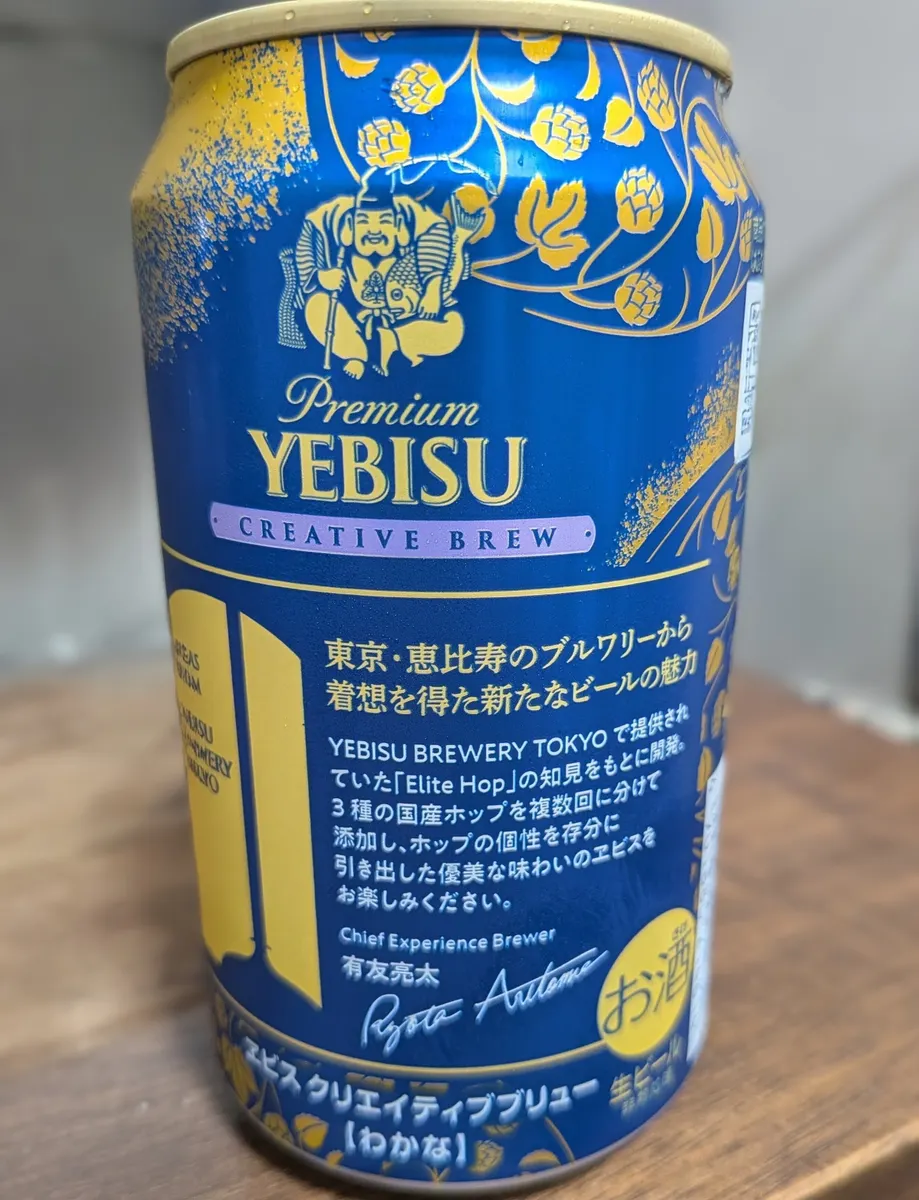 Premium
YEBISU
CREATIVE BREW
東京・恵比寿のブルワリーから
着想を得た新たなビールの魅力
YEBISU BREWERY TOKYO で提供され
ていた「Elite Hop」の知見をもとに開発。
3種の国産ホップを複数回に分けて
添加し、ホップの個性を存分に
引き出した優美な味わいのヱビスを
お楽しみください。
Chief Experience Brewer
有友亮太
Ryota Aritomo
お酒
生ビール
ヱビス クリエイティブブリュー
【わかな】